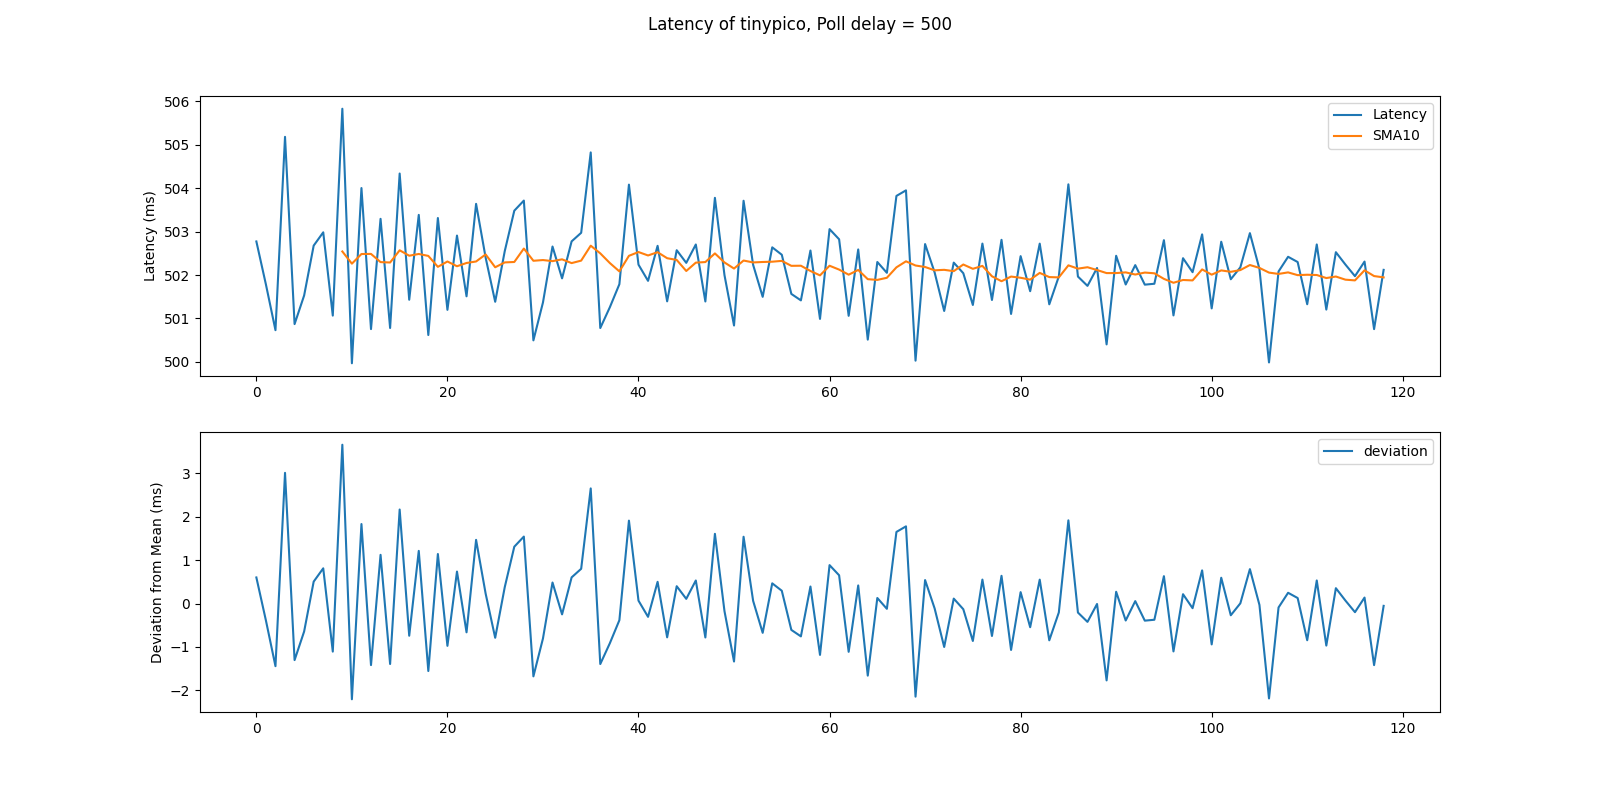 Latency of tinypico, Poll delay = 500
506
505
504
503
502
501
500
Latency (ms)
Latency
SMA10
0 20 40 60 80 100 120
3
2
1
0
−1
−2
Deviation from Mean (ms)
deviation
0 20 40 60 80 100 120